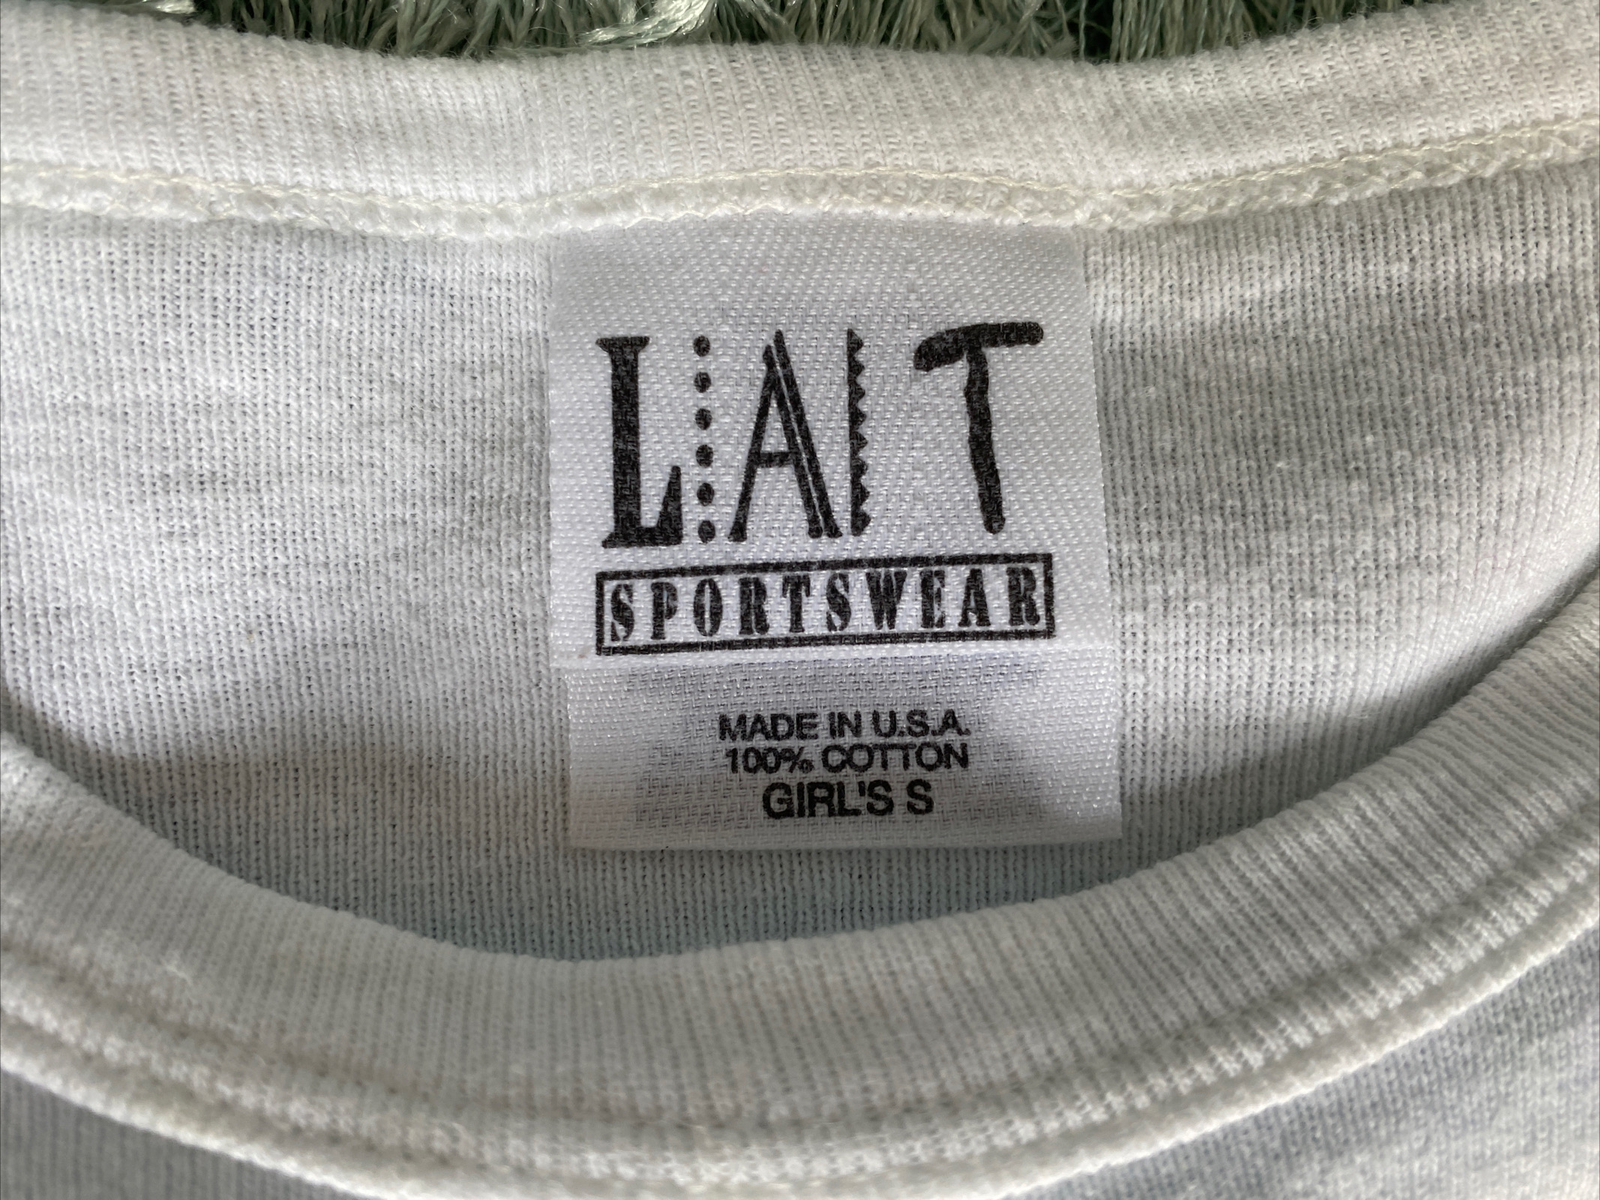 L A T
SPORTSWEAR
MADE IN U.S.A.
100% COTTON
GIRL'S S